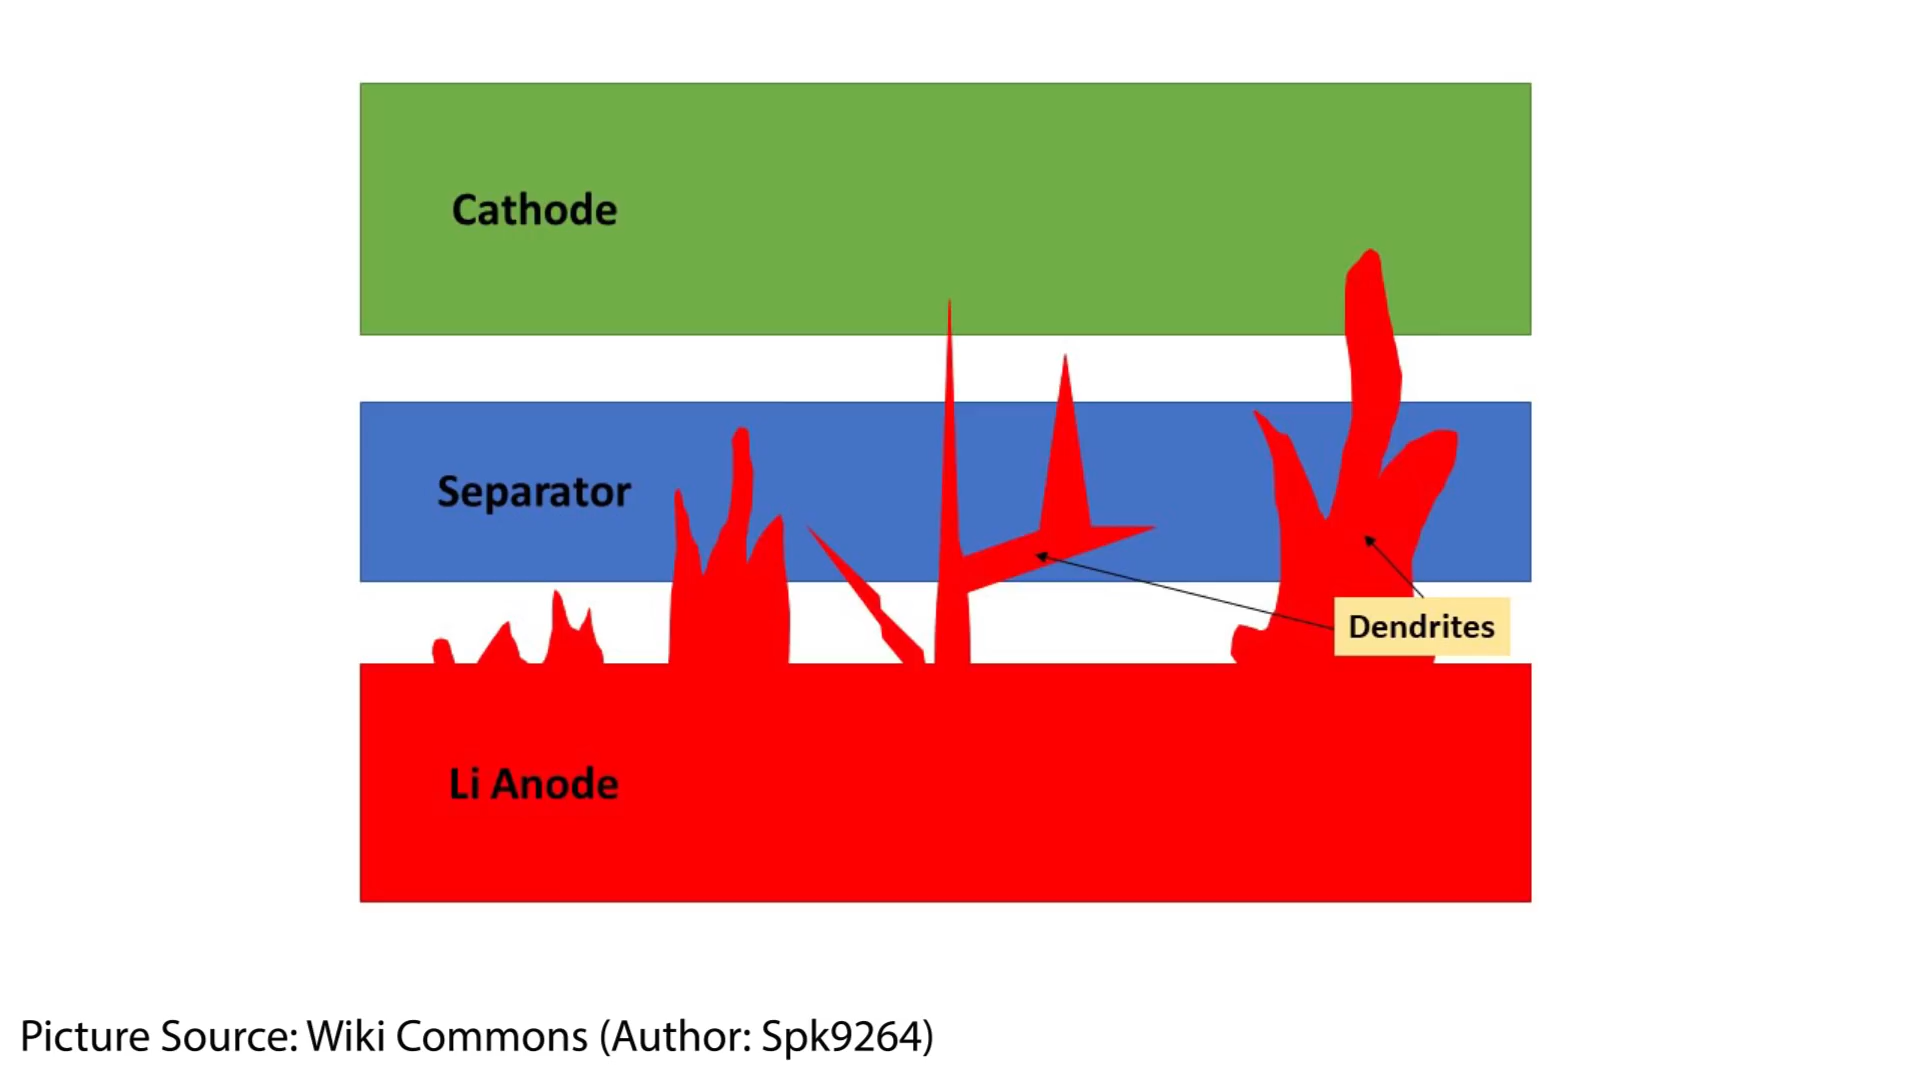 Cathode
Separator
Dendrites
Li Anode
Picture Source: Wiki Commons (Author: Spk9264)